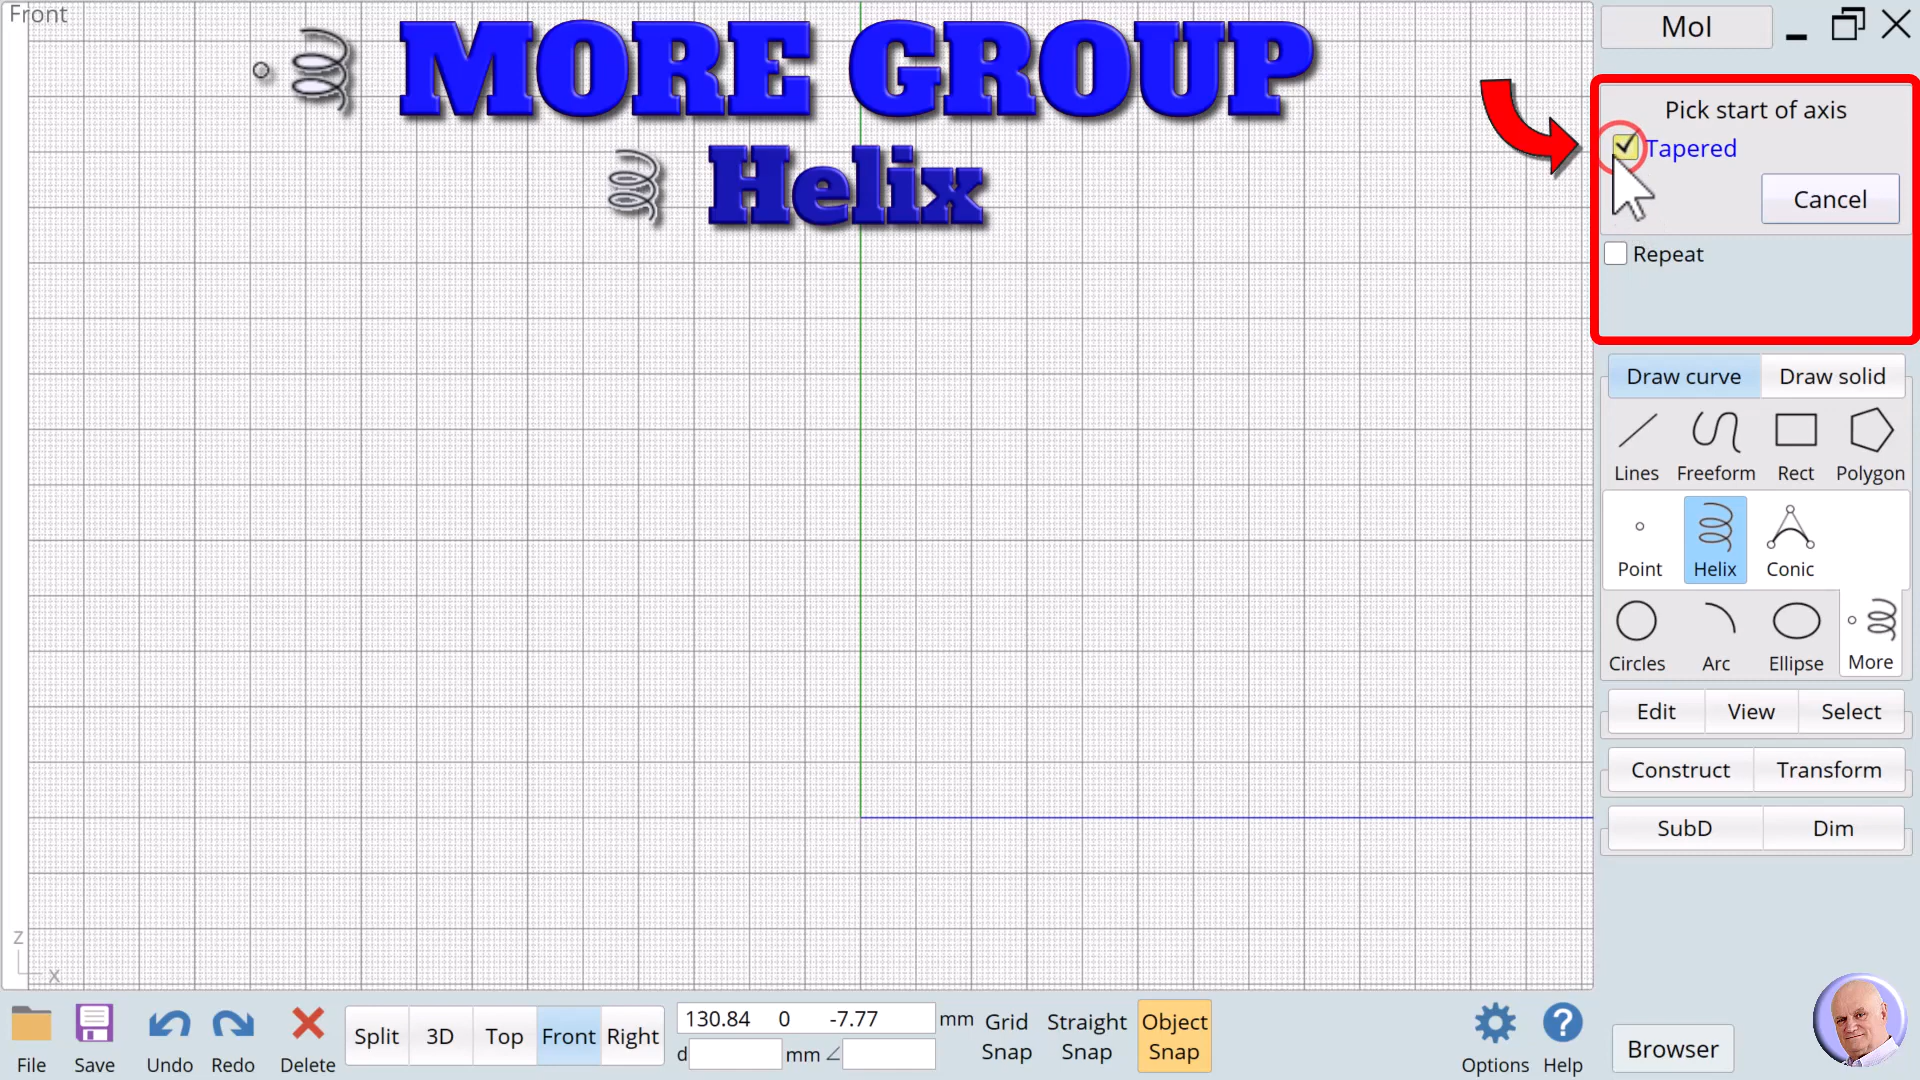 Front
MORE GROUP
Helix
MoI
Pick start of axis
Tapered
Cancel
Repeat
Draw curve Draw solid
Lines Freeform Rect Polygon
Point Helix Conic
Circles Arc Ellipse More
Edit View Select
Construct Transform
SubD Dim
z
x
File Save Undo Redo Delete
Split 3D Top Front Right
130.84 0 -7.77 mm
d mm ∠
Grid Snap
Straight Snap
Object Snap
Options Help
Browser